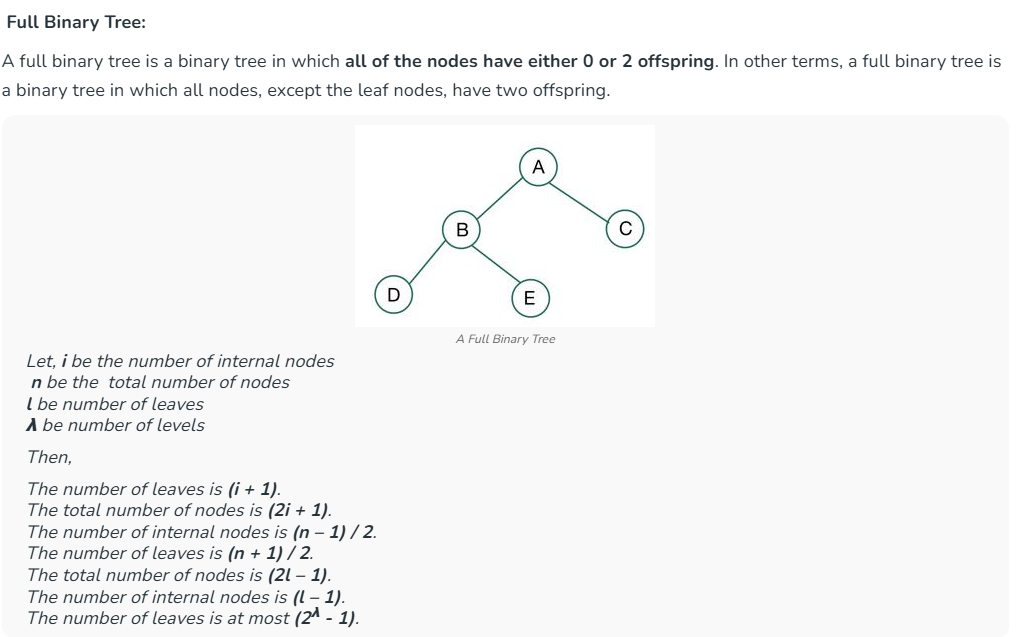 Full Binary Tree:
A full binary tree is a binary tree in which all of the nodes have either 0 or 2 offspring. In other terms, a full binary tree is
a binary tree in which all nodes, except the leaf nodes, have two offspring.
A
B
C
D
E
A Full Binary Tree
Let, i be the number of internal nodes
n be the  total number of nodes
l be number of leaves
λ be number of levels
Then,
The number of leaves is (i + 1).
The total number of nodes is (2i + 1).
The number of internal nodes is (n – 1) / 2.
The number of leaves is (n + 1) / 2.
The total number of nodes is (2l – 1).
The number of internal nodes is (l – 1).
The number of leaves is at most (2^λ - 1).